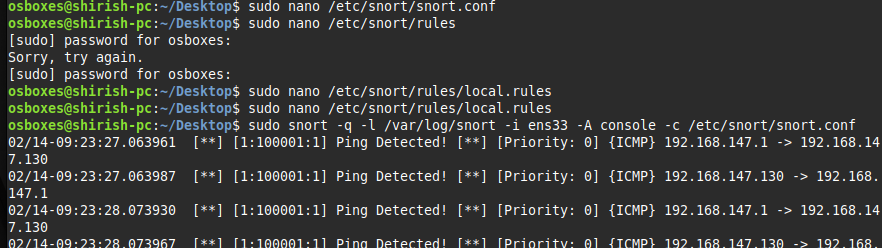 osboxes@shirish-pc:~/Desktop$ sudo nano /etc/snort/snort.conf
osboxes@shirish-pc:~/Desktop$ sudo nano /etc/snort/rules
[sudo] password for osboxes:
Sorry, try again.
[sudo] password for osboxes:
osboxes@shirish-pc:~/Desktop$ sudo nano /etc/snort/rules/local.rules
osboxes@shirish-pc:~/Desktop$ sudo nano /etc/snort/rules/local.rules
osboxes@shirish-pc:~/Desktop$ sudo snort -q -l /var/log/snort -i ens33 -A console -c /etc/snort/snort.conf
02/14-09:23:27.063961  [**] [1:100001:1] Ping Detected! [**] [Priority: 0] {ICMP} 192.168.147.1 -> 192.168.14
7.130
02/14-09:23:27.063987  [**] [1:100001:1] Ping Detected! [**] [Priority: 0] {ICMP} 192.168.147.130 -> 192.168.
147.1
02/14-09:23:28.073930  [**] [1:100001:1] Ping Detected! [**] [Priority: 0] {ICMP} 192.168.147.1 -> 192.168.14
7.130
02/14-09:23:28.073967  [**] [1:100001:1] Ping Detected! [**] [Priority: 0] {ICMP} 192.168.147.130 -> 192.168.